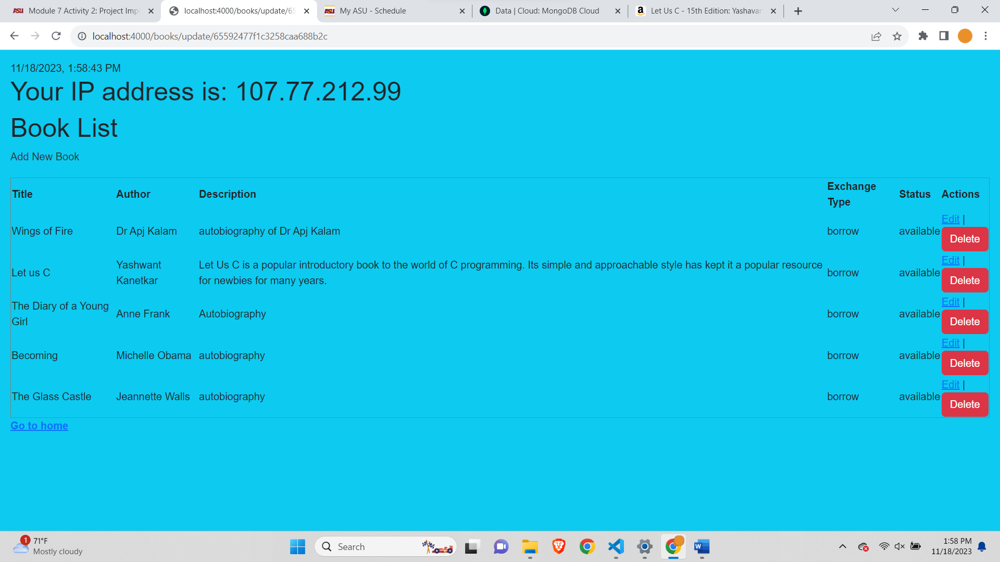 Module 7 Activity 2: Project Impl
localhost:4000/books/update/65
My ASU - Schedule
Data | Cloud: MongoDB Cloud
Let Us C - 15th Edition: Yashavan
localhost:4000/books/update/65592477f1c3258caa688b2c
11/18/2023, 1:58:43 PM
Your IP address is: 107.77.212.99
Book List
Add New Book
Title Author Description Exchange Type Status Actions
Wings of Fire Dr Apj Kalam autobiography of Dr Apj Kalam borrow available Edit | Delete
Let us C Yashwant Kanetkar Let Us C is a popular introductory book to the world of C programming. Its simple and approachable style has kept it a popular resource for newbies for many years. borrow available Edit | Delete
The Diary of a Young Girl Anne Frank Autobiography borrow available Edit | Delete
Becoming Michelle Obama autobiography borrow available Edit | Delete
The Glass Castle Jeannette Walls autobiography borrow available Edit | Delete
Go to home
1
71°F
Mostly cloudy
Search
1:58 PM
11/18/2023